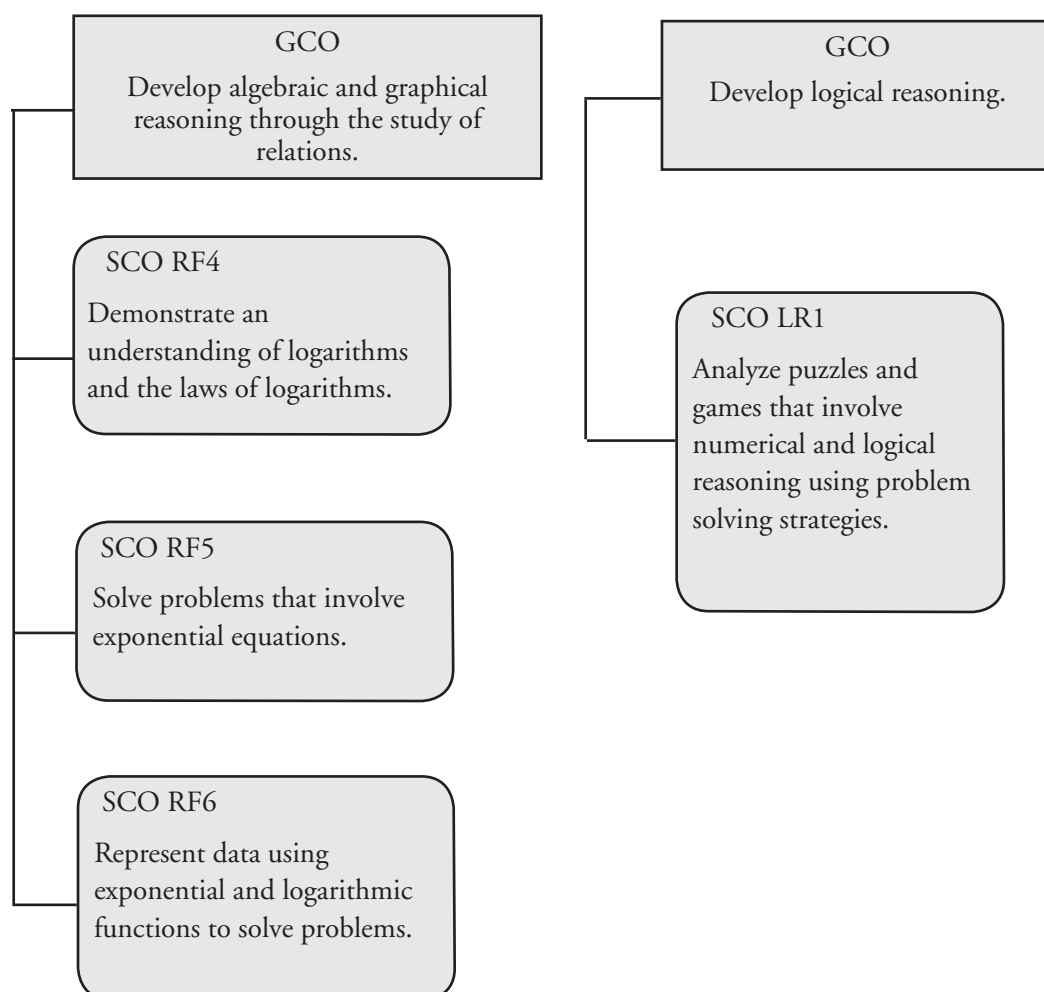 GCO
Develop algebraic and graphical
reasoning through the study of
relations.
SCO RF4
Demonstrate an
understanding of logarithms
and the laws of logarithms.
SCO RF5
Solve problems that involve
exponential equations.
SCO RF6
Represent data using
exponential and logarithmic
functions to solve problems.
GCO
Develop logical reasoning.
SCO LR1
Analyze puzzles and
games that involve
numerical and logical
reasoning using problem
solving strategies.